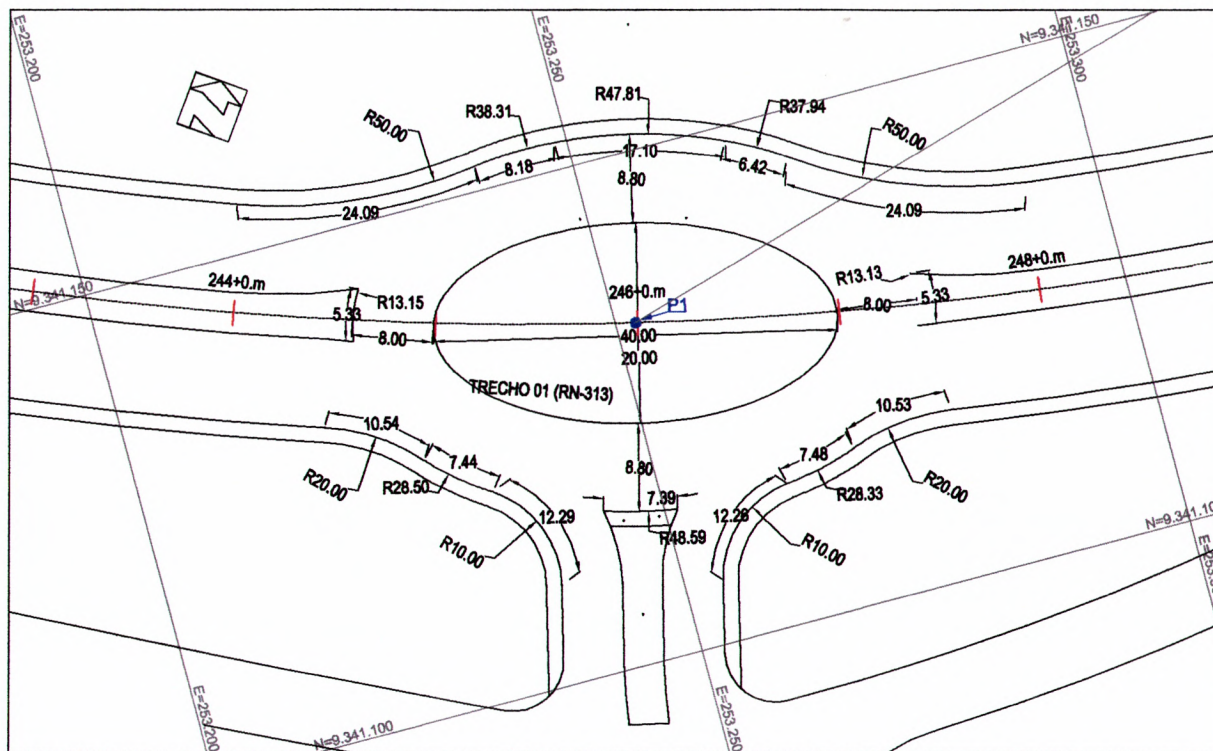 E=253.200
E=253.250
E=253.300
N=9.341.150
R50.00
R38.31
R47.81
R37.94
R50.00
8.18
17.10
6.42
8.80
24.09
24.09
N=9.341.150
244+0.m
R13.15
5.33
8.00
246+0.m
P1
R13.13
248+0.m
8.00
5.33
40.00
20.00
TRECHO 01 (RN-313)
10.54
7.44
R20.00
R28.50
12.29
R10.00
8.80
7.39
R48.59
10.53
7.48
R28.33
R20.00
12.28
R10.00
N=9.341.10
E=253.200
E=253.250
N=9.341.100